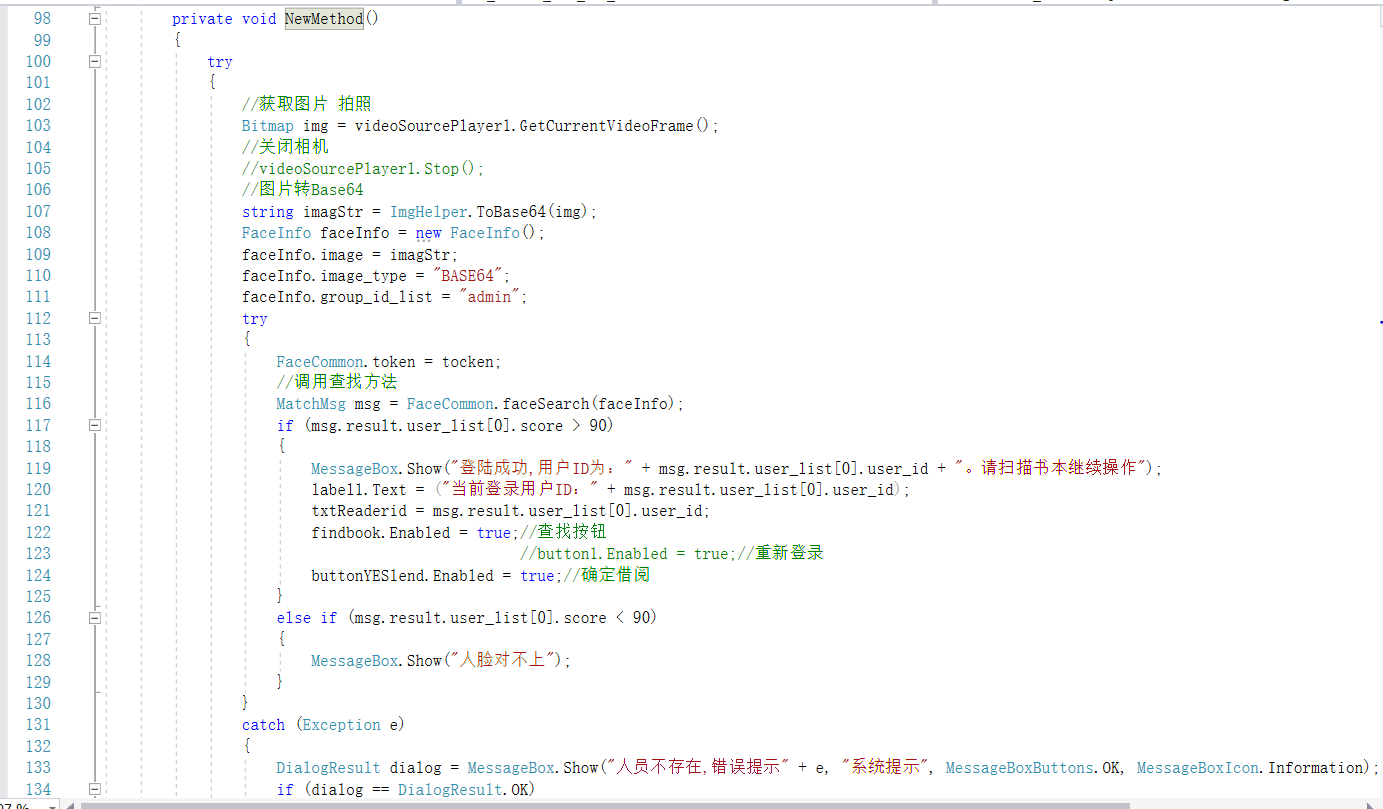 98 private void NewMethod()
99 {
100 try
101 {
102 //获取图片 拍照
103 Bitmap img = videoSourcePlayer1.GetCurrentVideoFrame();
104 //关闭相机
105 //videoSourcePlayer1.Stop();
106 //图片转Base64
107 string imagStr = ImgHelper.ToBase64(img);
108 FaceInfo faceInfo = new FaceInfo();
109 faceInfo.image = imagStr;
110 faceInfo.image_type = "BASE64";
111 faceInfo.group_id_list = "admin";
112 try
113 {
114 FaceCommon.token = tocken;
115 //调用查找方法
116 MatchMsg msg = FaceCommon.faceSearch(faceInfo);
117 if (msg.result.user_list[0].score > 90)
118 {
119 MessageBox.Show("登陆成功,用户ID为：" + msg.result.user_list[0].user_id + "。请扫描书本继续操作");
120 label1.Text = ("当前登录用户ID：" + msg.result.user_list[0].user_id);
121 txtReaderid = msg.result.user_list[0].user_id;
122 findbook.Enabled = true;//查找按钮
123 //button1.Enabled = true;//重新登录
124 buttonYESlend.Enabled = true;//确定借阅
125 }
126 else if (msg.result.user_list[0].score < 90)
127 {
128 MessageBox.Show("人脸对不上");
129 }
130 }
131 catch (Exception e)
132 {
133 DialogResult dialog = MessageBox.Show("人员不存在,错误提示" + e, "系统提示", MessageBoxButtons.OK, MessageBoxIcon.Information);
134 if (dialog == DialogResult.OK)